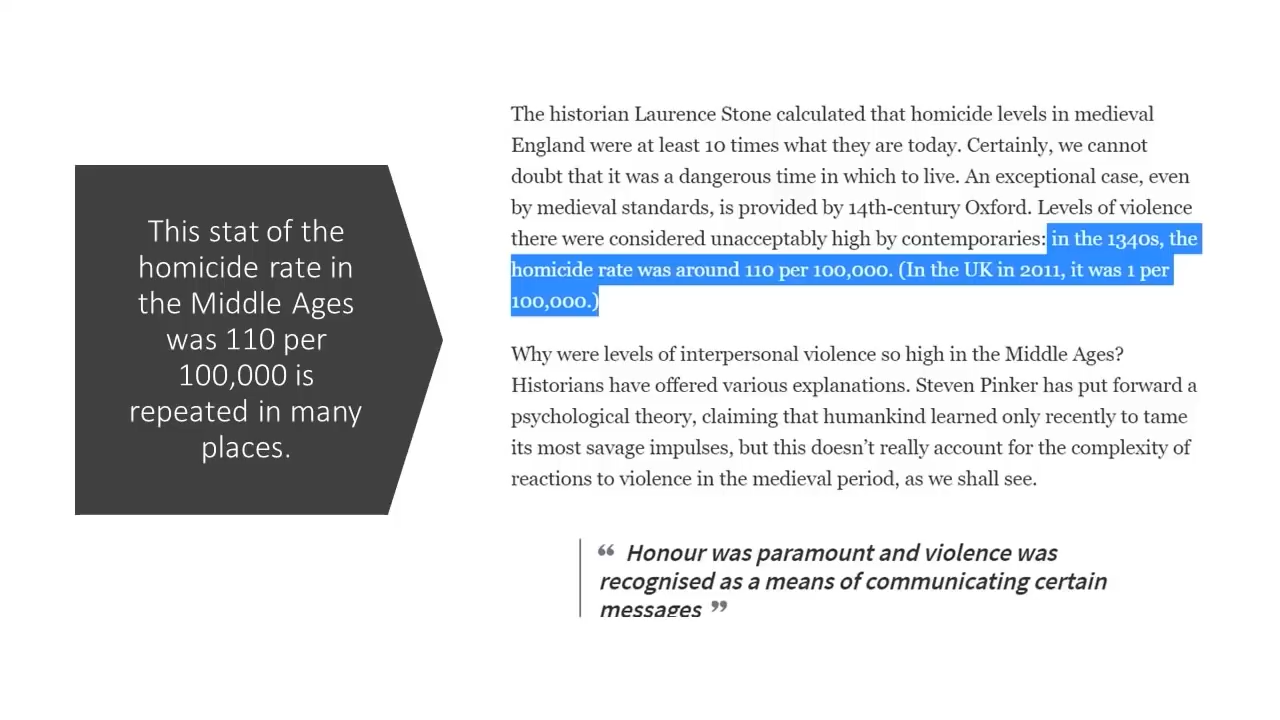 This stat of the
homicide rate in
the Middle Ages
was 110 per
100,000 is
repeated in many
places.
The historian Laurence Stone calculated that homicide levels in medieval
England were at least 10 times what they are today. Certainly, we cannot
doubt that it was a dangerous time in which to live. An exceptional case, even
by medieval standards, is provided by 14th-century Oxford. Levels of violence
there were considered unacceptably high by contemporaries: in the 1340s, the
homicide rate was around 110 per 100,000. (In the UK in 2011, it was 1 per
100,000.)
Why were levels of interpersonal violence so high in the Middle Ages?
Historians have offered various explanations. Steven Pinker has put forward a
psychological theory, claiming that humankind learned only recently to tame
its most savage impulses, but this doesn’t really account for the complexity of
reactions to violence in the medieval period, as we shall see.
“ Honour was paramount and violence was
recognised as a means of communicating certain
messages ”